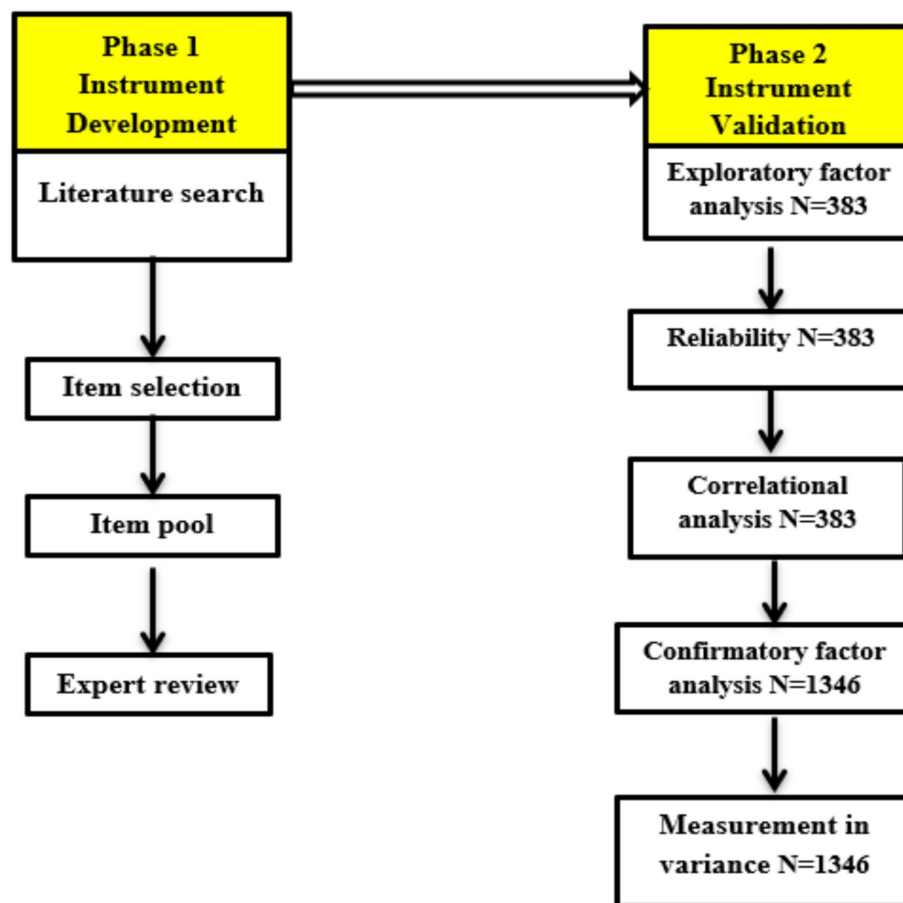 Phase 1
Instrument
Development
Literature search
Item selection
Item pool
Expert review
Phase 2
Instrument
Validation
Exploratory factor
analysis N=383
Reliability N=383
Correlational
analysis N=383
Confirmatory factor
analysis N=1346
Measurement in
variance N=1346